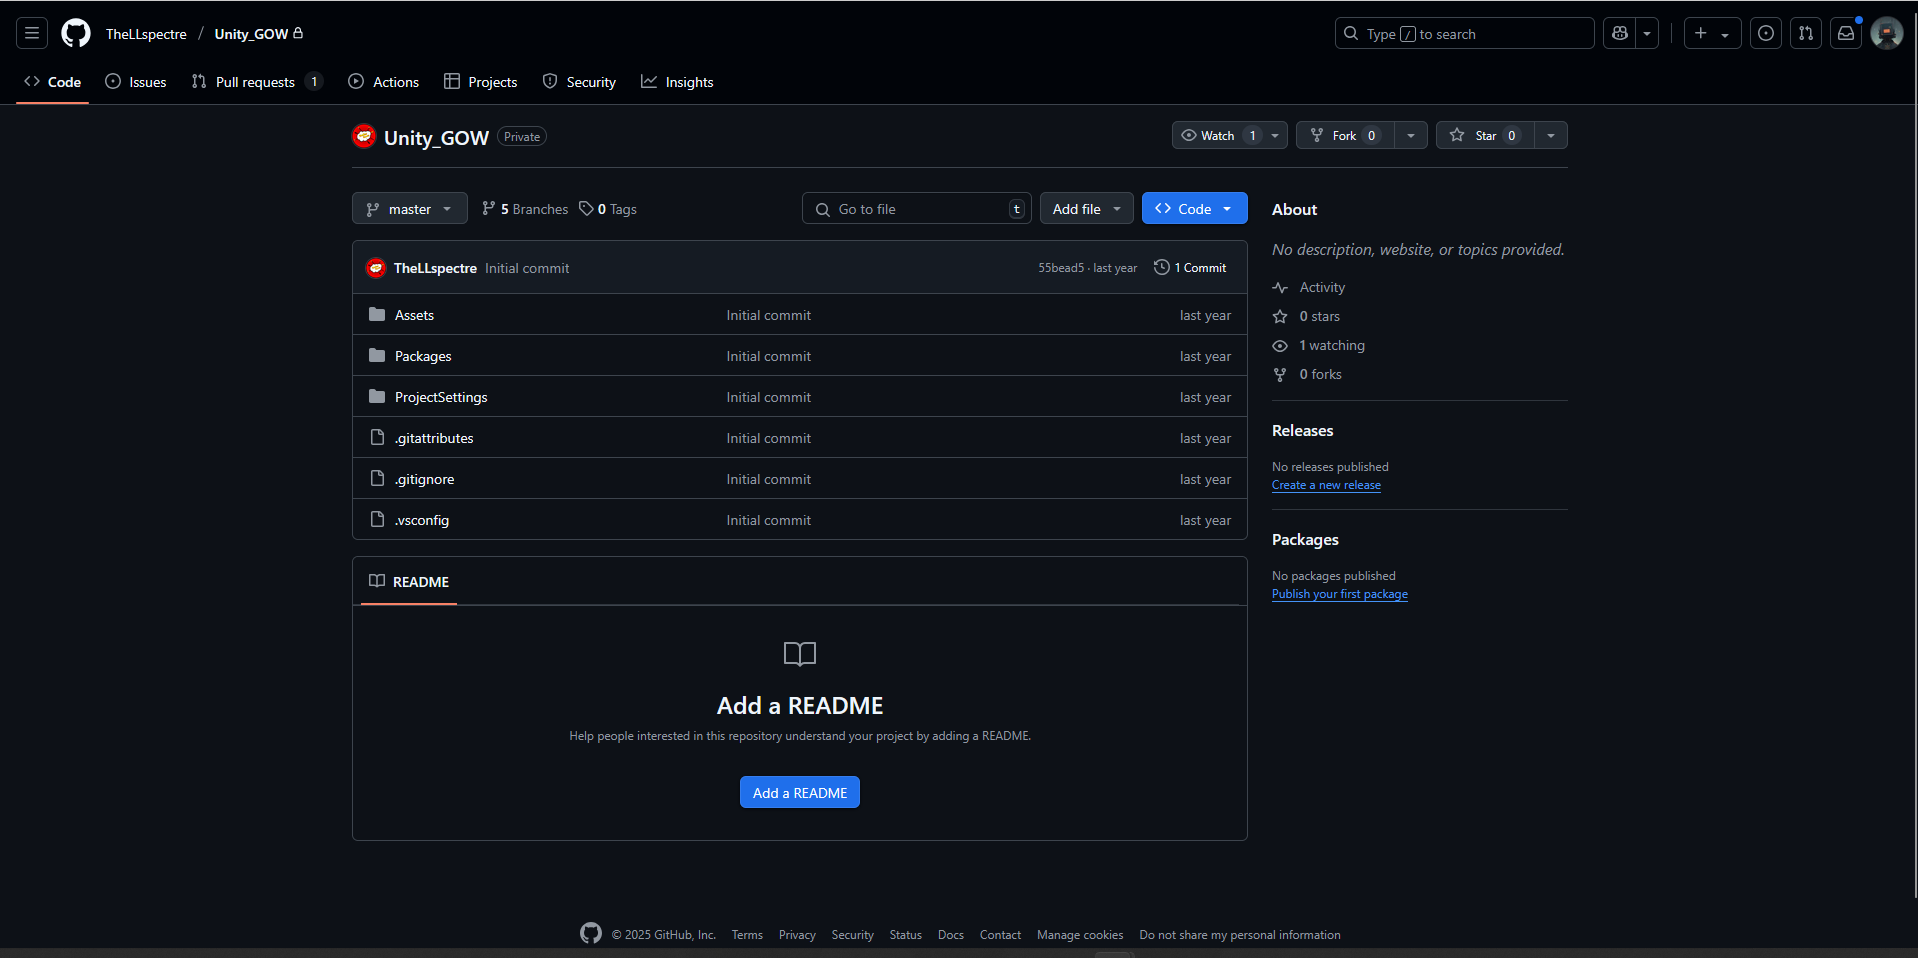 TheLLspectre / Unity_GOW
Type / to search
Code Issues Pull requests 1 Actions Projects Security Insights
Unity_GOW Private
Watch 1 Fork 0 Star 0
master 5 Branches 0 Tags Go to file t Add file Code
TheLLspectre Initial commit 55bead5 · last year 1 Commit
Assets Initial commit last year
Packages Initial commit last year
ProjectSettings Initial commit last year
.gitattributes Initial commit last year
.gitignore Initial commit last year
.vsconfig Initial commit last year
README
Add a README
Help people interested in this repository understand your project by adding a README.
Add a README
About
No description, website, or topics provided.
Activity
0 stars
1 watching
0 forks
Releases
No releases published
Create a new release
Packages
No packages published
Publish your first package
© 2025 GitHub, Inc. Terms Privacy Security Status Docs Contact Manage cookies Do not share my personal information